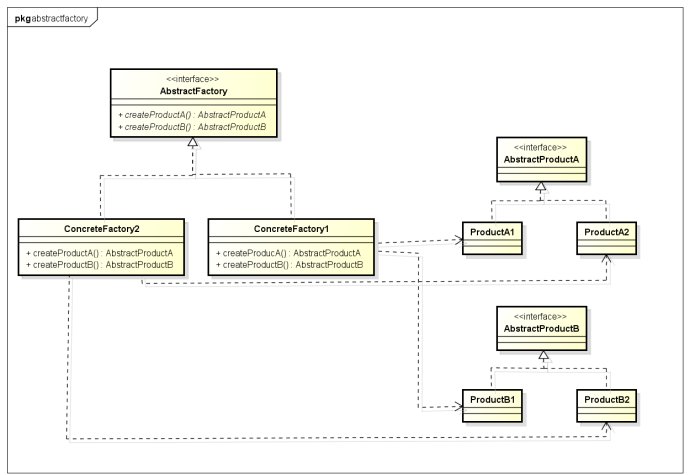 pkg abstractfactory
<<interface>>
AbstractFactory
+ createProductA() : AbstractProductA
+ createProductB() : AbstractProductB
<<interface>>
AbstractProductA
ConcreteFactory2
+ createProductA() : AbstractProductA
+ createProductB() : AbstractProductB
ConcreteFactory1
+ createProducA() : AbstractProductA
+ createProductB() : AbstractProductB
ProductA1
ProductA2
<<interface>>
AbstractProductB
ProductB1
ProductB2